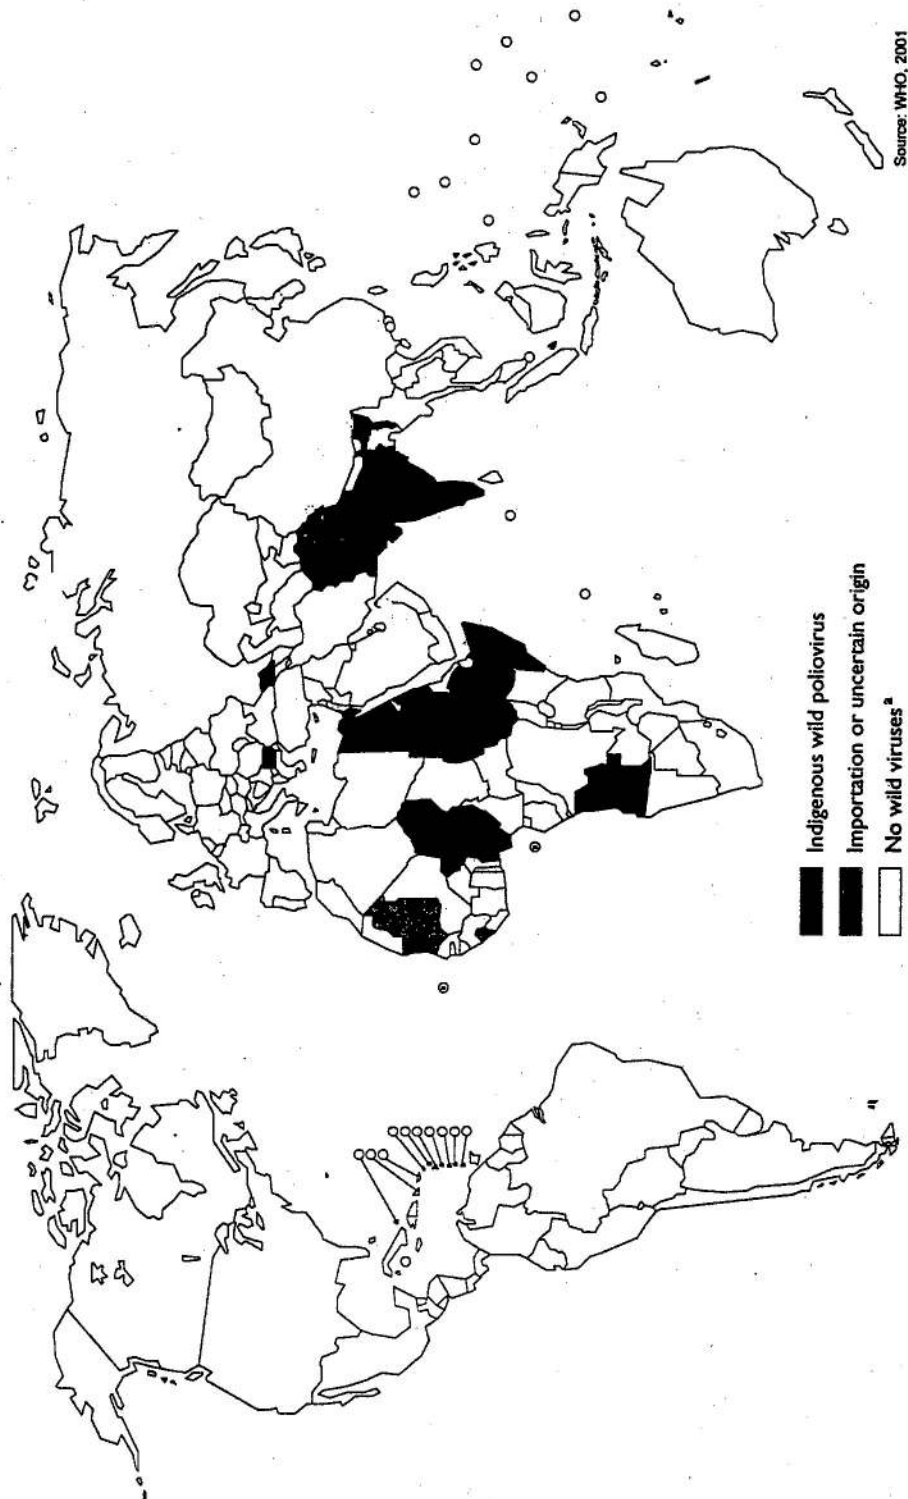 Indigenous wild poliovirus
Importation or uncertain origin
No wild viruses a
Source: WHO, 2001